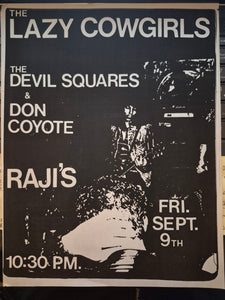 THE
LAZY COWGIRLS
THE
DEVIL SQUARES
&
DON
COYOTE
RAJI'S
FRI.
SEPT.
9TH
10:30 P.M.